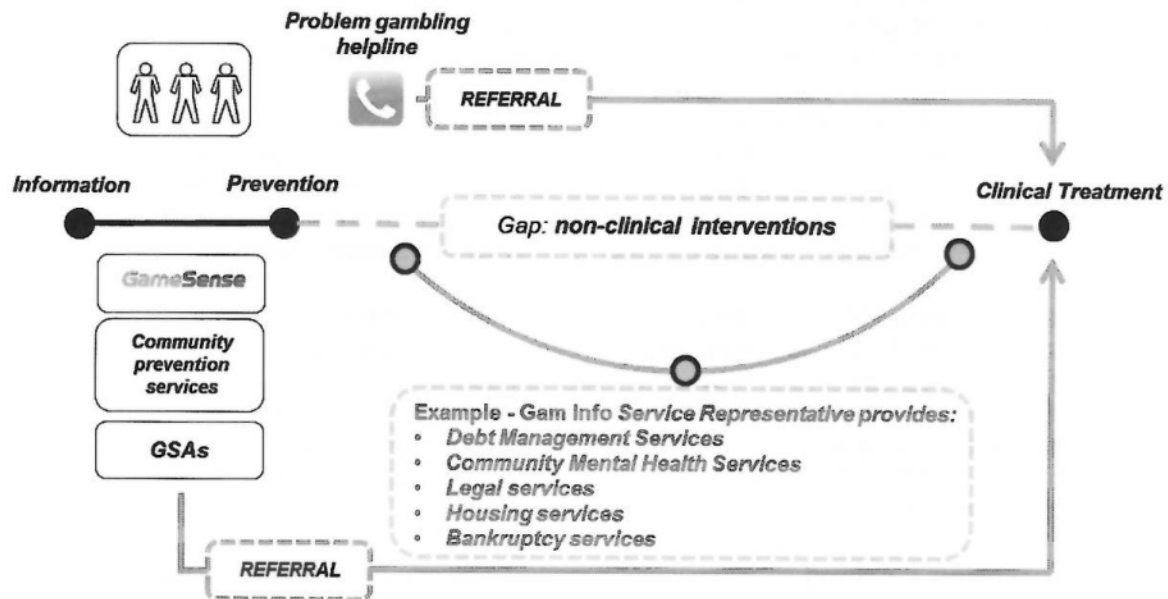 Problem gambling
helpline
REFERRAL
Information
Prevention
Clinical Treatment
Gap: non-clinical interventions
GameSense
Community
prevention
services
GSAs
Example - Gam Info Service Representative provides:
• Debt Management Services
• Community Mental Health Services
• Legal services
• Housing services
• Bankruptcy services
REFERRAL